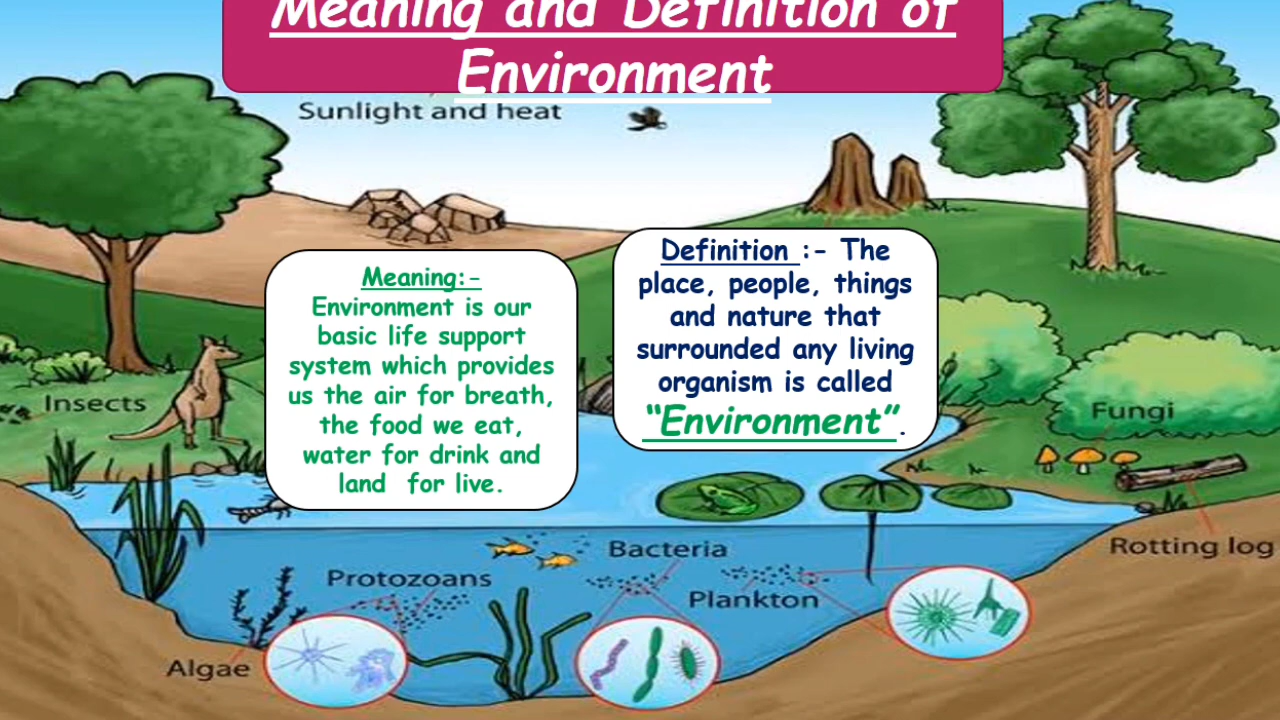 Meaning and Definition of
Environment
Sunlight and heat
Meaning:-
Environment is our
basic life support
system which provides
us the air for breath,
the food we eat,
water for drink and
land for live.
Definition :- The
place, people, things
and nature that
surrounded any living
organism is called
“Environment”.
Insects
Fungi
Rotting log
Bacteria
Protozoans
Plankton
Algae